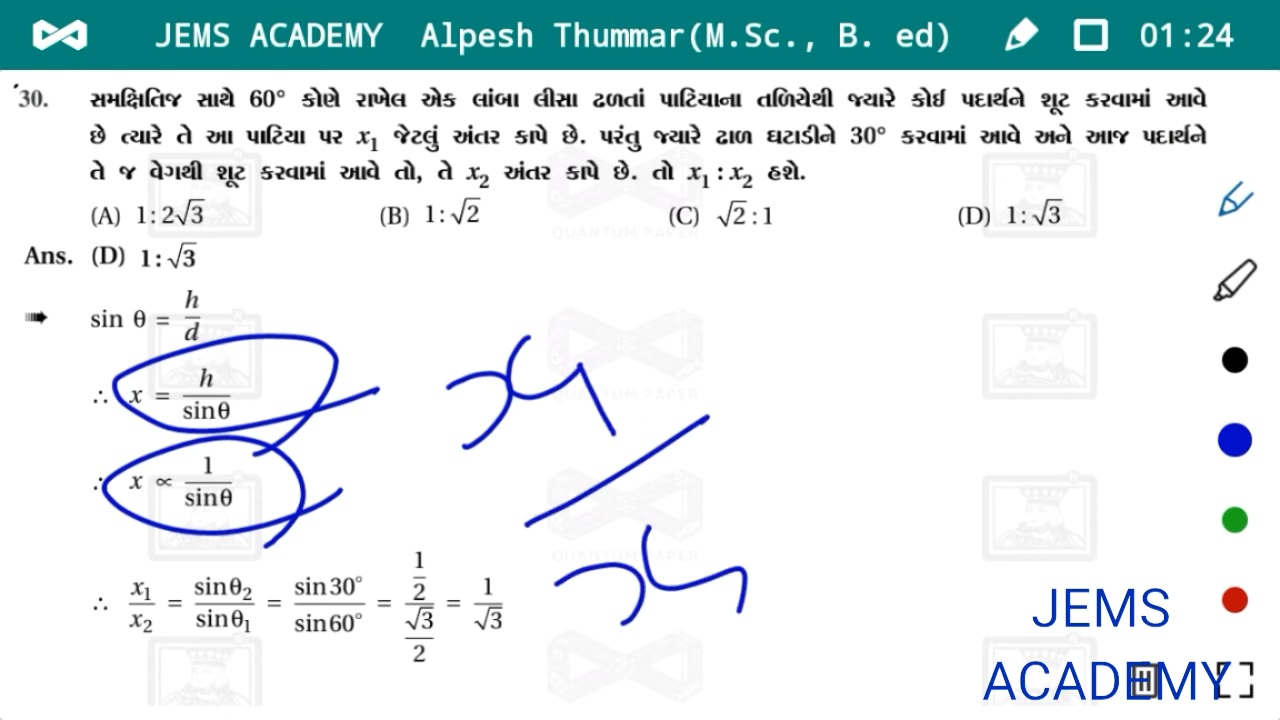 JEMS ACADEMY Alpesh Thummar(M.Sc., B. ed) 01:24
30. સમક્ષિતિજ સાથે 60° કોણે રાખેલ એક લાંબા લીસા ઢળતાં પાટિયાના તળિયેથી જ્યારે કોઈ પદાર્થને શૂટ કરવામાં આવે
છે ત્યારે તે આ પાટિયા પર x₁ જેટલું અંતર કાપે છે. પરંતુ જ્યારે ઢાળ ઘટાડીને 30° કરવામાં આવે અને આજ પદાર્થને
તે જ વેગથી શૂટ કરવામાં આવે તો, તે x₂ અંતર કાપે છે. તો x₁ : x₂ હશે.
(A) 1 : 2√3 (B) 1 : √2 (C) √2 : 1 (D) 1 : √3
QUANTUM PAPER
Ans. (D) 1 : √3
➠ sin θ = h/d
∴ x = h/sinθ
∴ x ∝ 1/sinθ
∴ x₁/x₂ = sinθ₂/sinθ₁ = sin30°/sin60° = (1/2)/(√3/2) = 1/√3
JEMS
ACADEMY